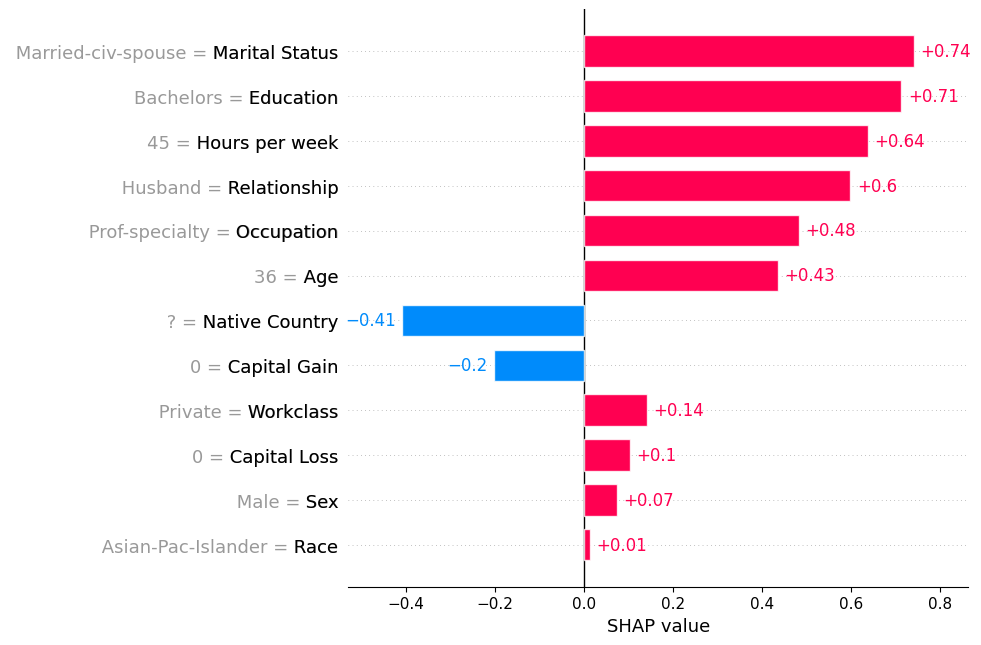 Married-civ-spouse = Marital Status +0.74
Bachelors = Education +0.71
45 = Hours per week +0.64
Husband = Relationship +0.6
Prof-specialty = Occupation +0.48
36 = Age +0.43
? = Native Country −0.41
0 = Capital Gain −0.2
Private = Workclass +0.14
0 = Capital Loss +0.1
Male = Sex +0.07
Asian-Pac-Islander = Race +0.01
−0.4 −0.2 0.0 0.2 0.4 0.6 0.8
SHAP value